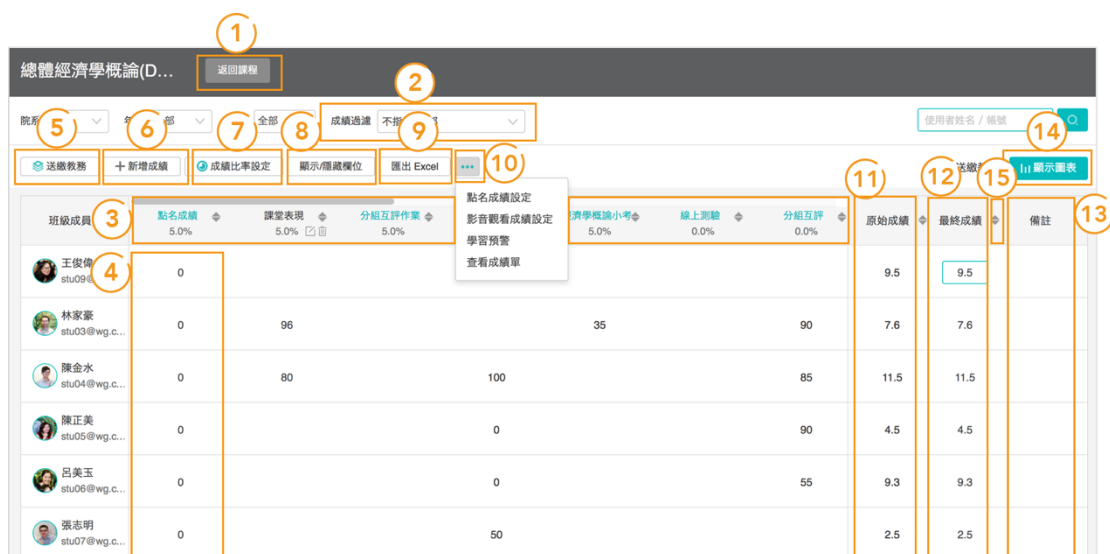 1
總體經濟學概論(D... 返回課程
2
院系 全部 成績過濾
使用者姓名 / 帳號
5 6 7 8 9 14
送繳教務 新增成績 成績比率設定 顯示/隱藏欄位 匯出 Excel ... 10 顯示圖表
11 12 15
點名成績設定
影音觀看成績設定
學習預警
查看成績單
班級成員 3 點名成績 課堂表現 分組互評作業 濟學概論小考 線上測驗 分組互評 原始成績 最終成績 備註 13
5.0% 5.0% 5.0% 5.0% 0.0% 0.0%
王俊偉 4 0 9.5 9.5
stu09@
林家豪 0 96 35 90 7.6 7.6
stu03@wg.c...
陳金水 0 80 100 85 11.5 11.5
stu04@wg.c...
陳正美 0 0 90 4.5 4.5
stu05@wg.c...
呂美玉 0 0 55 9.3 9.3
stu06@wg.c...
張志明 0 50 2.5 2.5
stu07@wg.c...